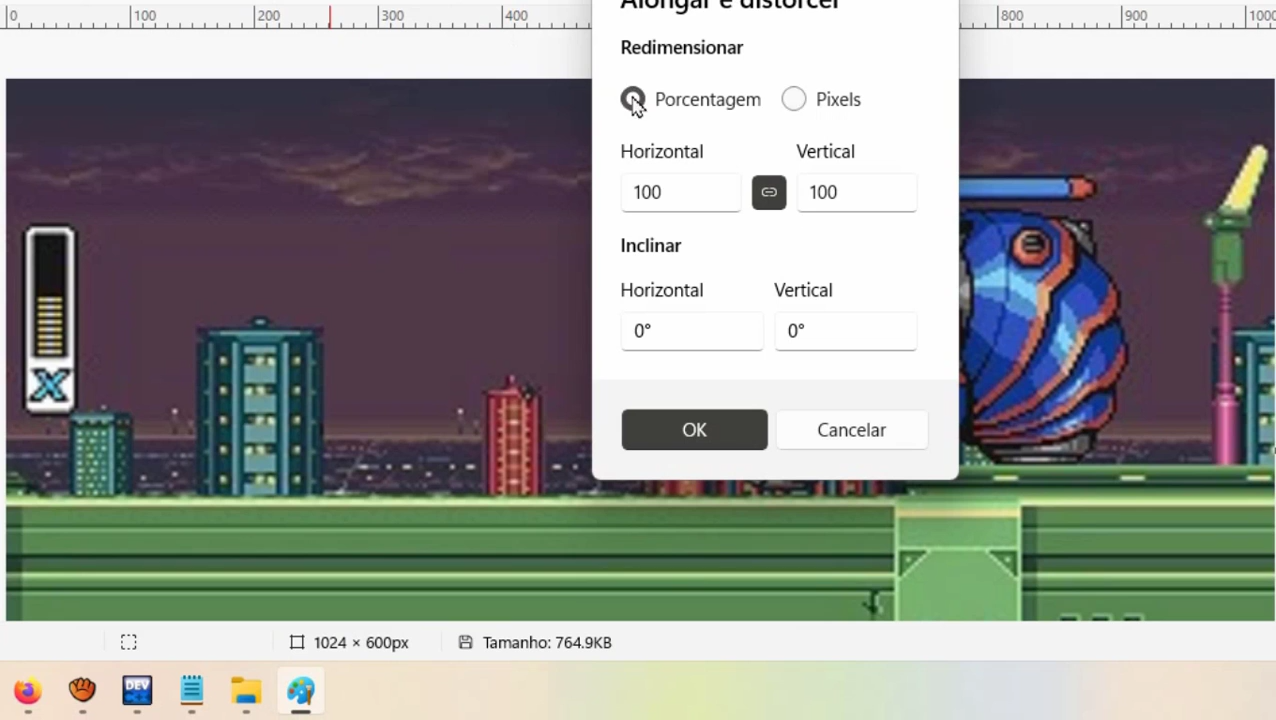 0 100 200 300 400 800 900 1000
Alongar e distorcer
Redimensionar
Porcentagem Pixels
Horizontal Vertical
100 100
Inclinar
Horizontal Vertical
0° 0°
OK Cancelar
X
1024 × 600px Tamanho: 764.9KB
DEV